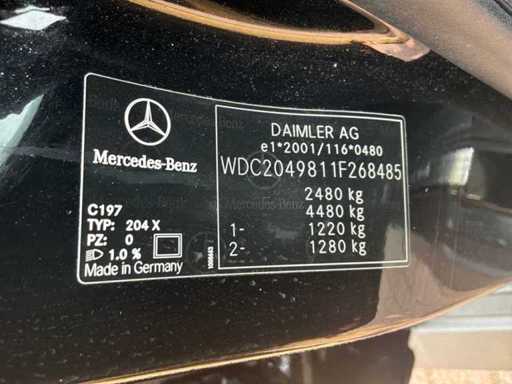 Mercedes-Benz
C197
TYP: 204 X
PZ: 0
1.0 %
Made in Germany
DAIMLER AG
e1*2001/116*0480
WDC2049811F268485
2480 kg
4480 kg
1- 1220 kg
2- 1280 kg